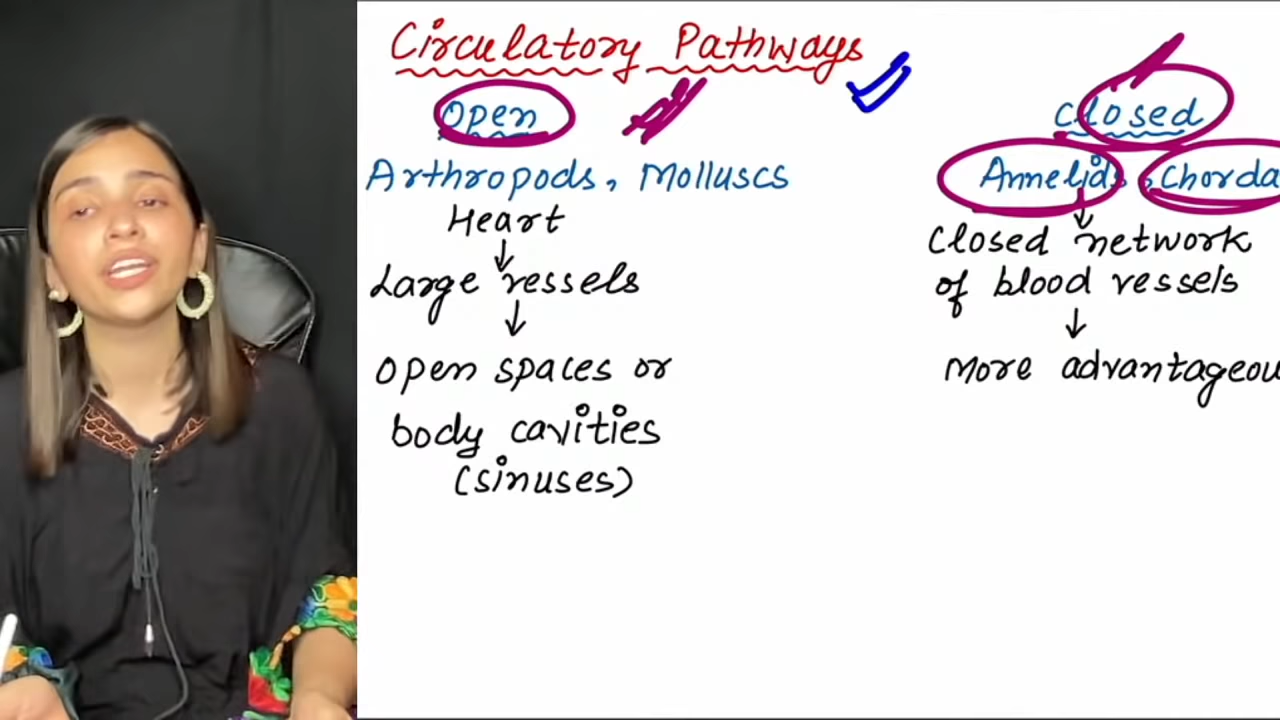 Circulatory Pathways
Open
Closed
Arthropods, Molluscs
Annelids, Chorda
Heart
Closed network
Large vessels
of blood vessels
Open spaces or
More advantageou
body cavities
(sinuses)